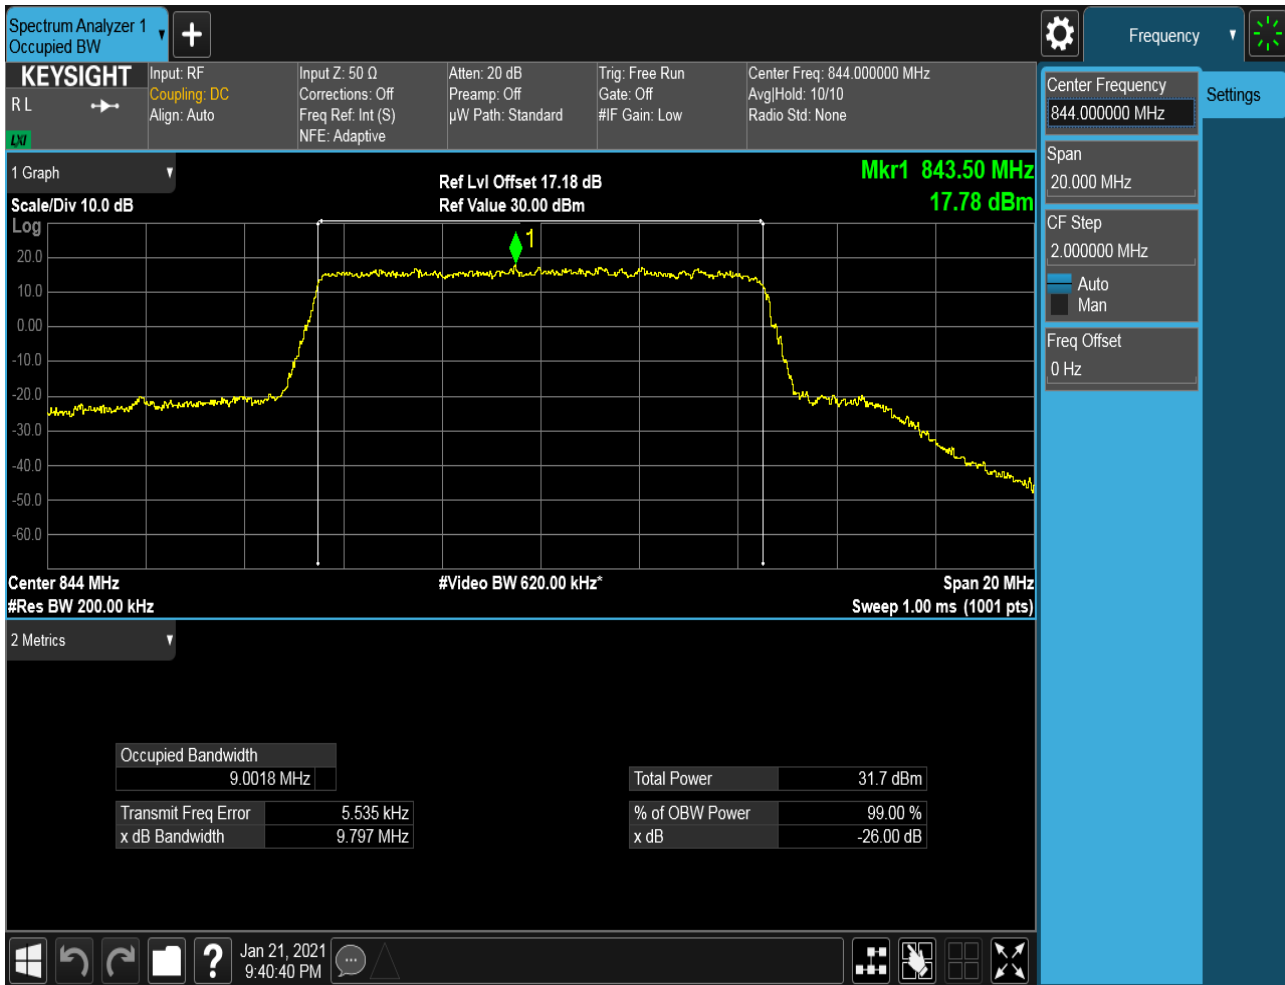 Spectrum Analyzer 1
Occupied BW
Frequency
KEYSIGHT
R L
LXI
Input: RF
Coupling: DC
Align: Auto
Input Z: 50 Ω
Corrections: Off
Freq Ref: Int (S)
NFE: Adaptive
Atten: 20 dB
Preamp: Off
µW Path: Standard
Trig: Free Run
Gate: Off
#IF Gain: Low
Center Freq: 844.000000 MHz
Avg|Hold: 10/10
Radio Std: None
Center Frequency
844.000000 MHz
Settings
Span
20.000 MHz
CF Step
2.000000 MHz
Auto
Man
Freq Offset
0 Hz
1 Graph
Scale/Div 10.0 dB
Ref Lvl Offset 17.18 dB
Ref Value 30.00 dBm
Mkr1 843.50 MHz
17.78 dBm
Log
1
20.0
10.0
0.00
-10.0
-20.0
-30.0
-40.0
-50.0
-60.0
Center 844 MHz
#Video BW 620.00 kHz*
Span 20 MHz
#Res BW 200.00 kHz
Sweep 1.00 ms (1001 pts)
2 Metrics
Occupied Bandwidth
9.0018 MHz
Total Power 31.7 dBm
Transmit Freq Error 5.535 kHz
% of OBW Power 99.00 %
x dB Bandwidth 9.797 MHz
x dB -26.00 dB
?
Jan 21, 2021
9:40:40 PM